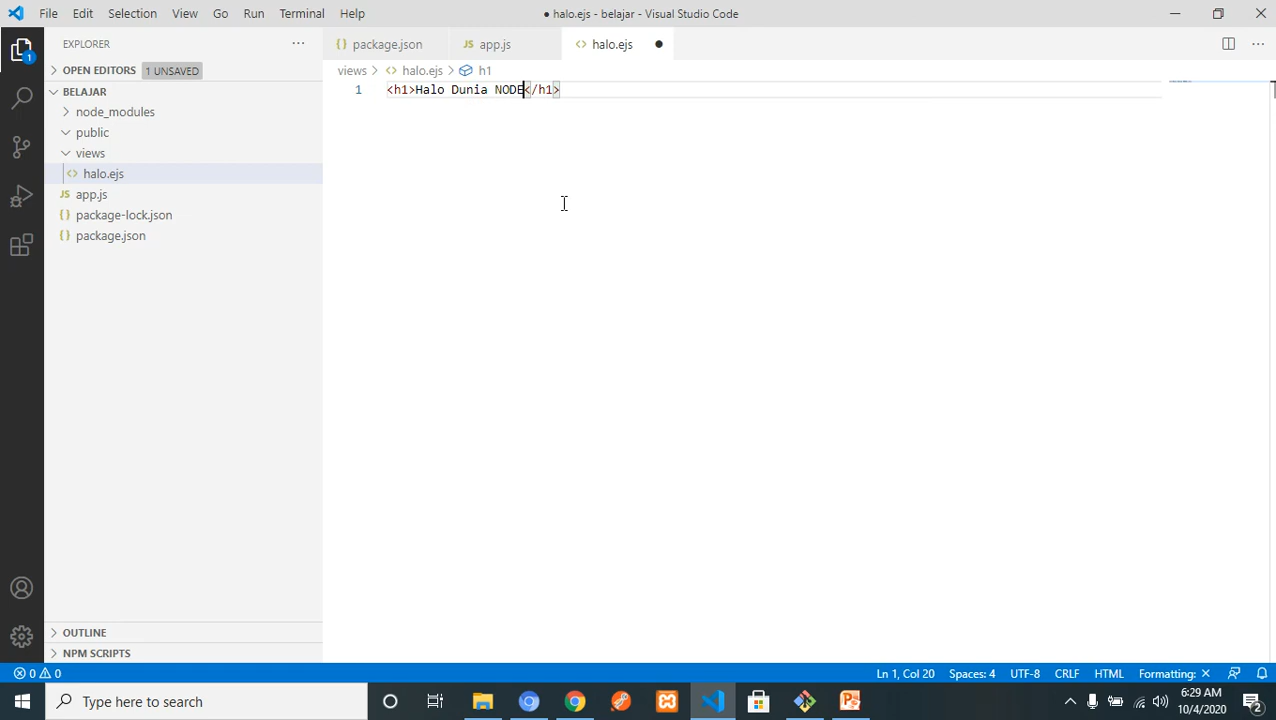 File Edit Selection View Go Run Terminal Help
● halo.ejs - belajar - Visual Studio Code
EXPLORER
OPEN EDITORS 1 UNSAVED
BELAJAR
node_modules
public
views
halo.ejs
JS app.js
{ } package-lock.json
{ } package.json
OUTLINE
NPM SCRIPTS
{ } package.json JS app.js <> halo.ejs ●
views > <> halo.ejs > h1
1 <h1>Halo Dunia NODE</h1>
0 0
Ln 1, Col 20 Spaces: 4 UTF-8 CRLF HTML Formatting: ×
Type here to search
6:29 AM
10/4/2020
1
2